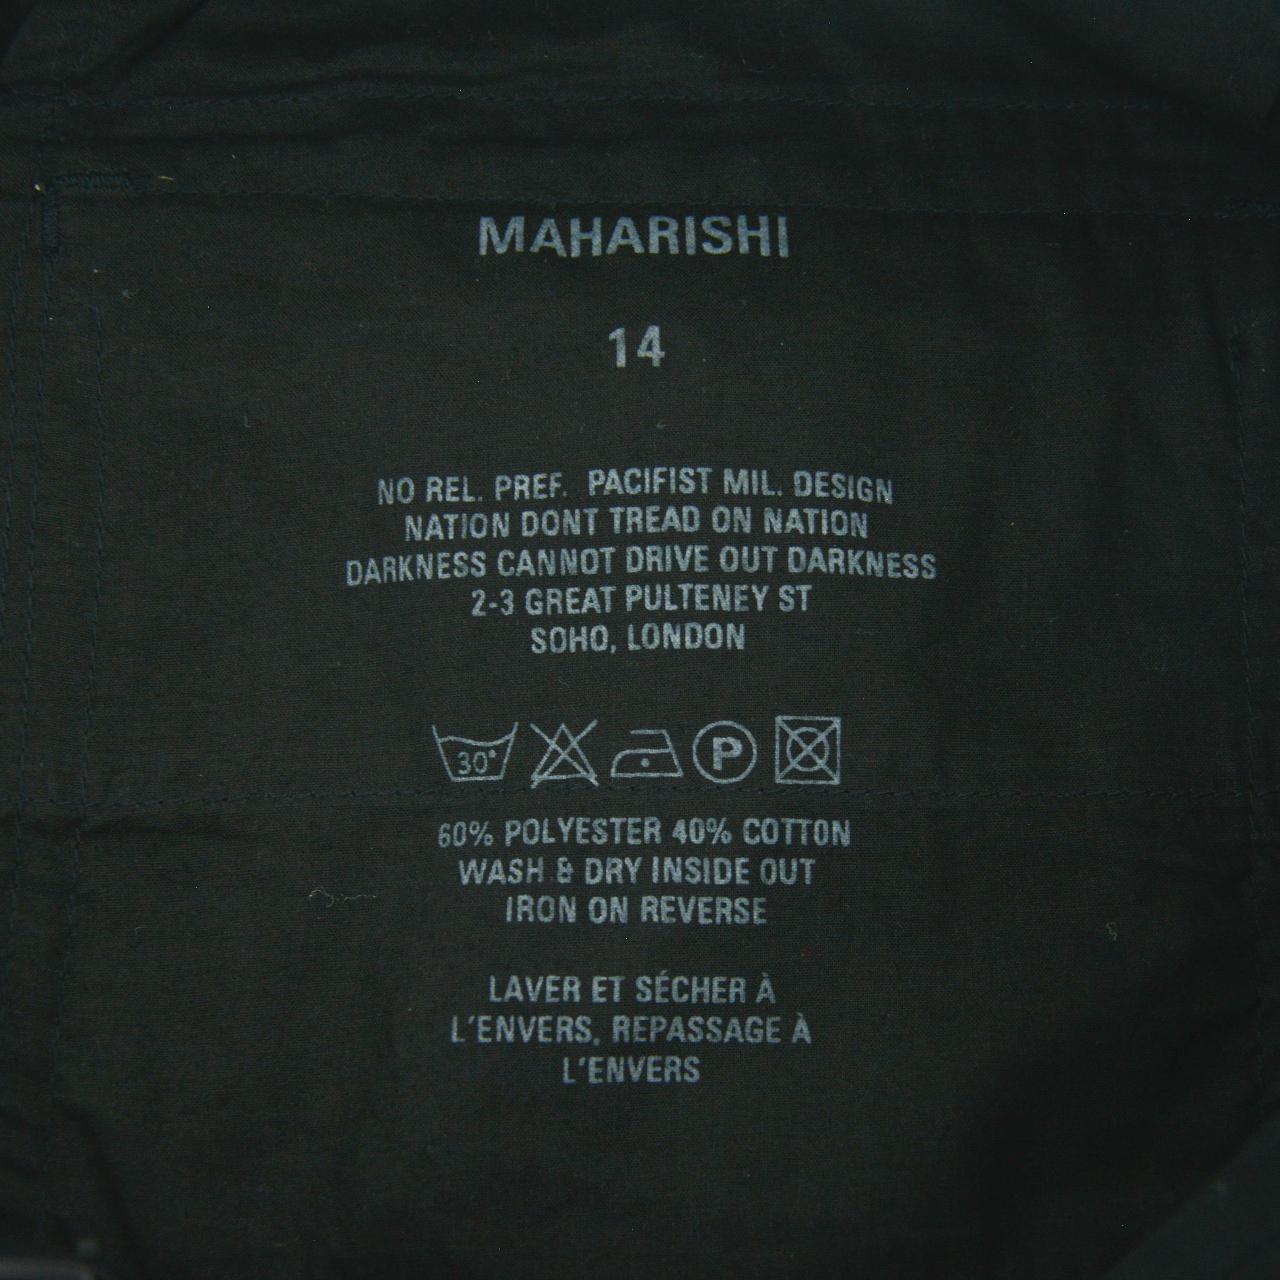 MAHARISHI
14
NO REL. PREF. PACIFIST MIL. DESIGN
NATION DONT TREAD ON NATION
DARKNESS CANNOT DRIVE OUT DARKNESS
2-3 GREAT PULTENEY ST
SOHO, LONDON
30° P
60% POLYESTER 40% COTTON
WASH & DRY INSIDE OUT
IRON ON REVERSE
LAVER ET SÉCHER À
L'ENVERS, REPASSAGE À
L'ENVERS